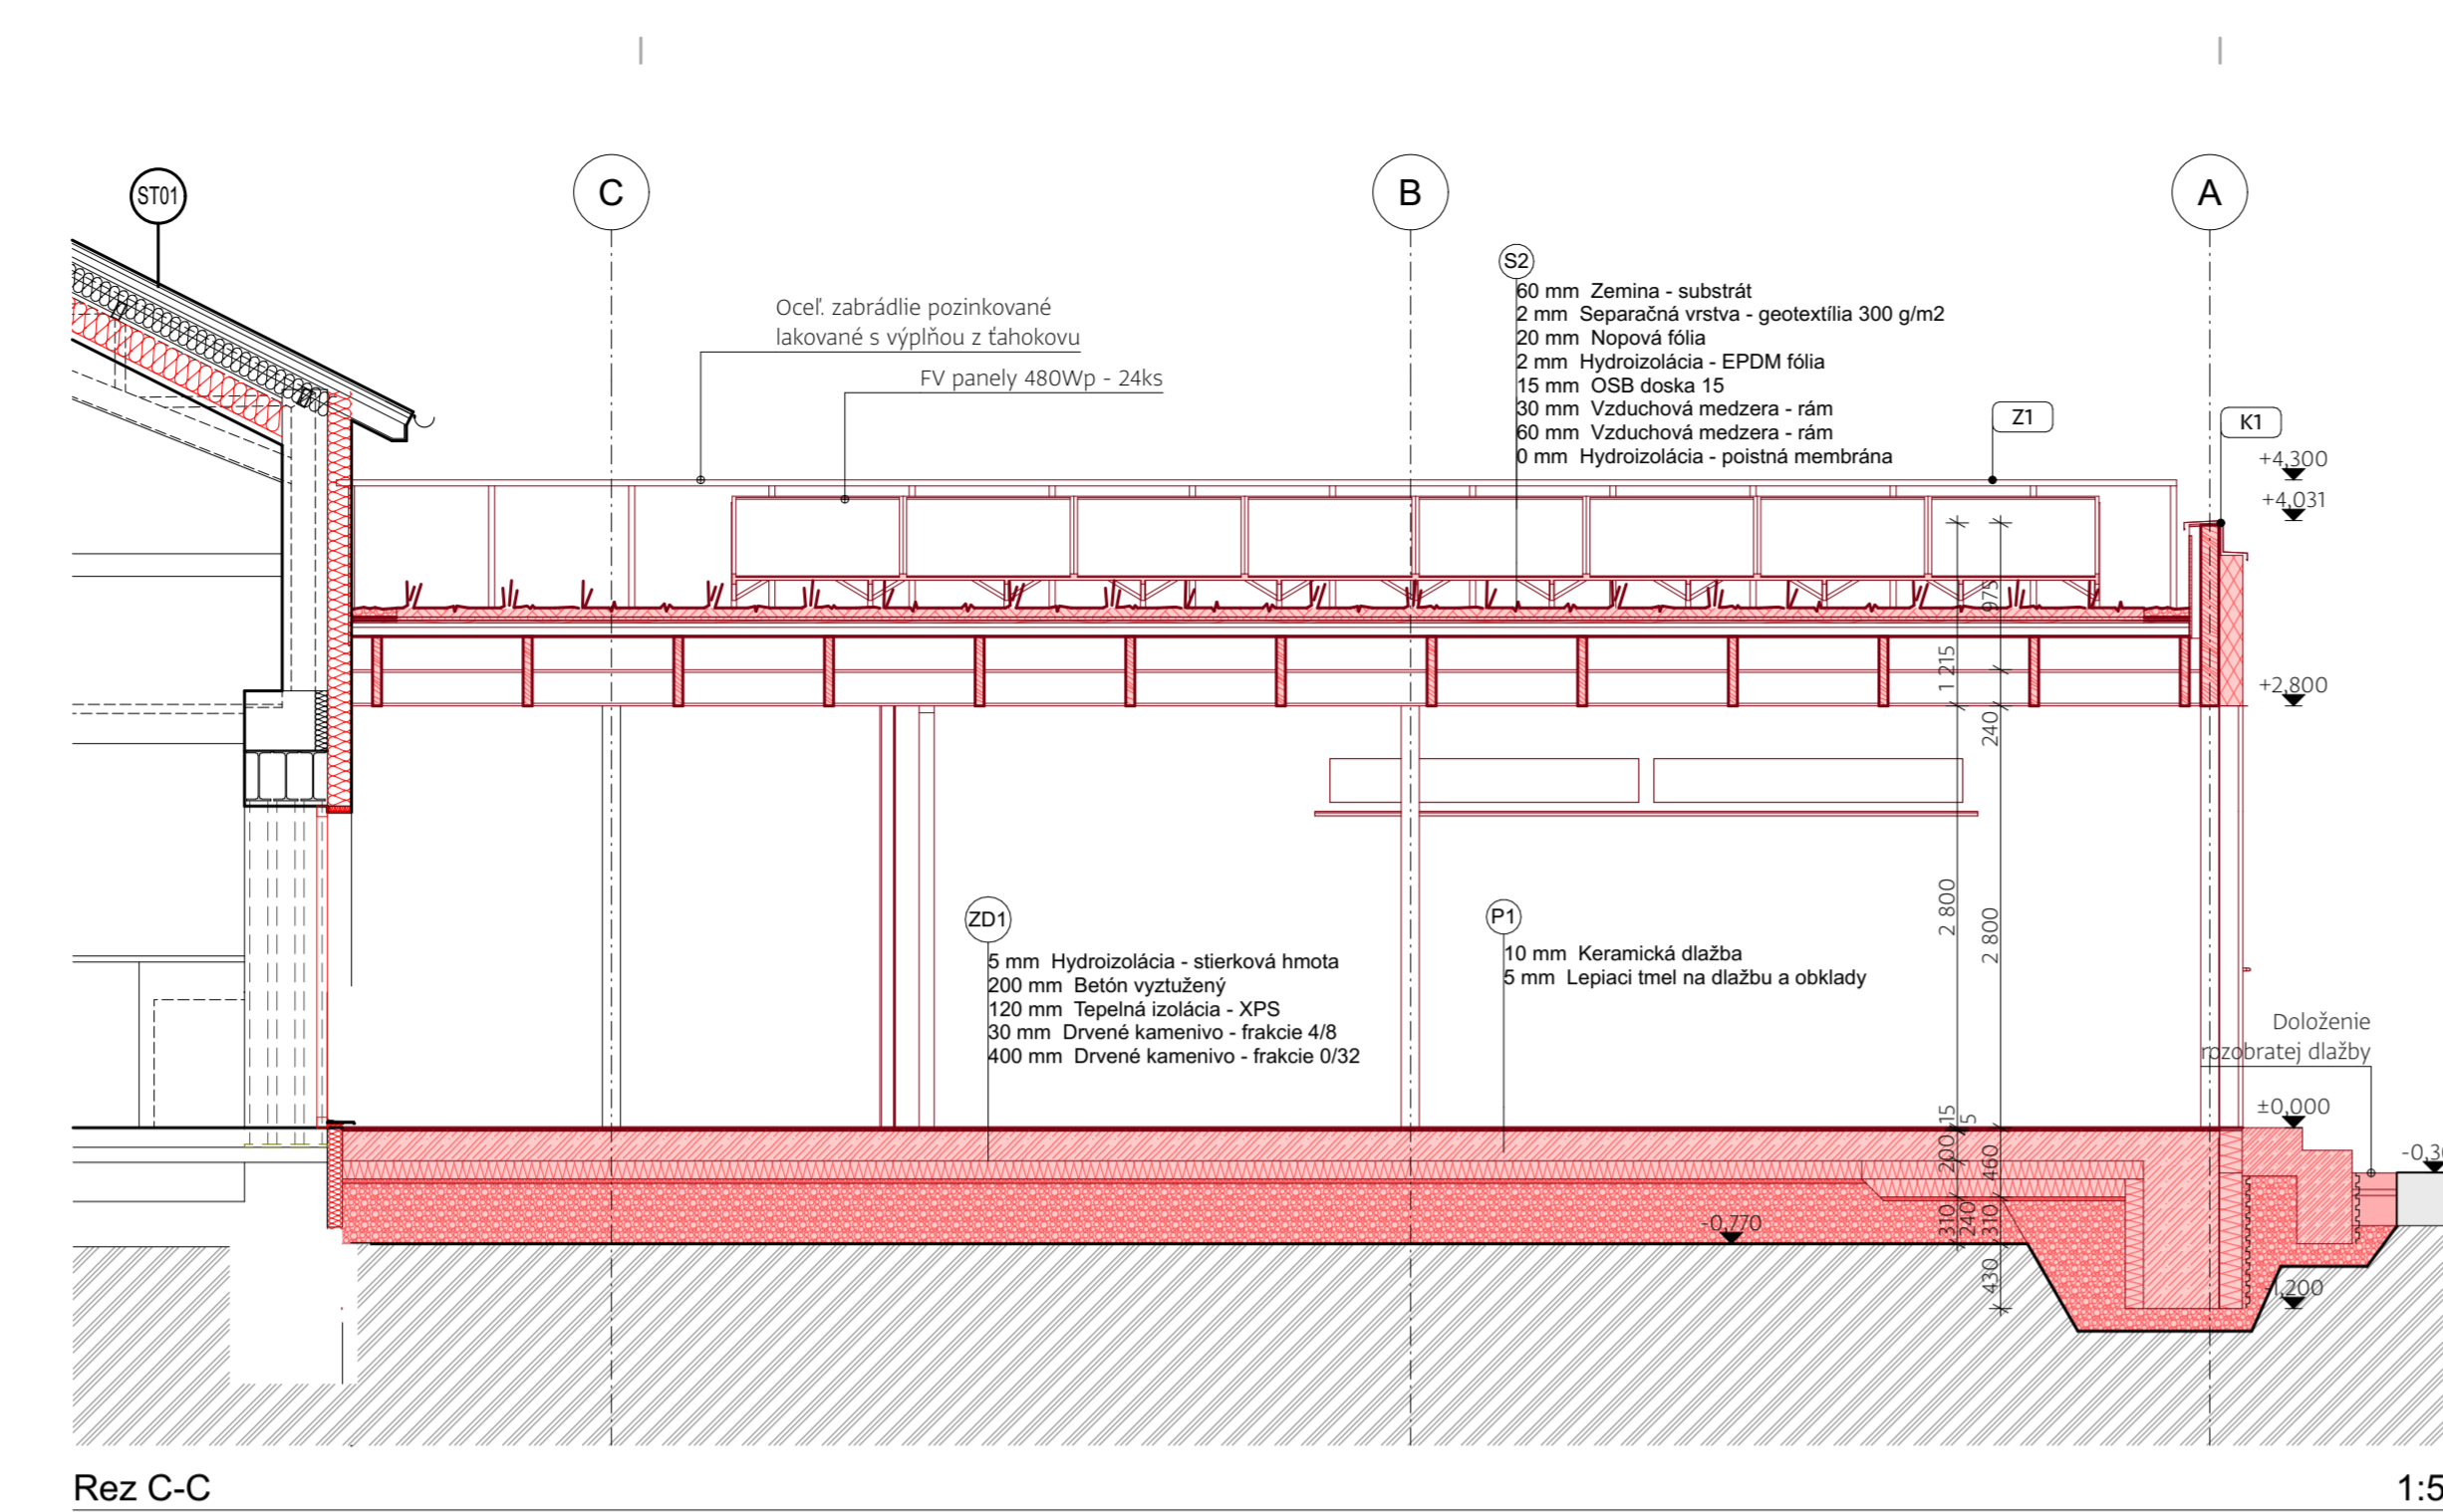 ST01
C
B
A
S2
60 mm Zemina - substrát
2 mm Separačná vrstva - geotextília 300 g/m2
20 mm Nopová fólia
2 mm Hydroizolácia - EPDM fólia
15 mm OSB doska 15
30 mm Vzduchová medzera - rám
60 mm Vzduchová medzera - rám
0 mm Hydroizolácia - poistná membrána
Oceľ. zabrádlie pozinkované
lakované s výplňou z ťahokovu
FV panely 480Wp - 24ks
Z1
K1
+4,300
+4,031
+2,800
975
1 215
240
2 800
2 800
ZD1
5 mm Hydroizolácia - stierková hmota
200 mm Betón vyztužený
120 mm Tepelná izolácia - XPS
30 mm Drvené kamenivo - frakcie 4/8
400 mm Drvené kamenivo - frakcie 0/32
P1
10 mm Keramická dlažba
5 mm Lepiaci tmel na dlažbu a obklady
Doloženie
rozobratej dlažby
±0,000
15
5
200
460
310
240
310
430
-0,770
Rez C-C